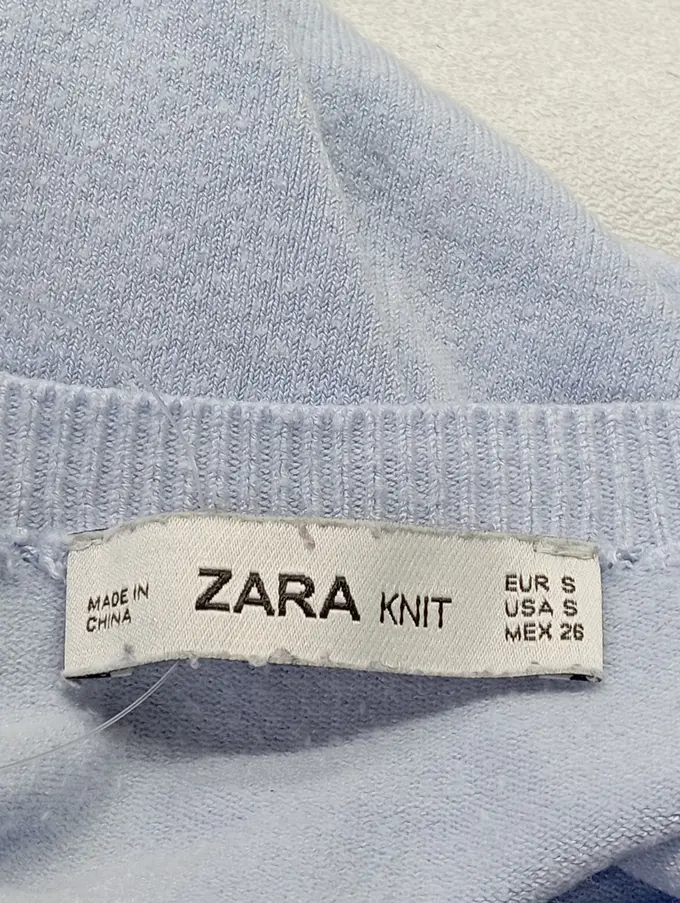 MADE IN
CHINA
ZARA KNIT
EUR S
USA S
MEX 26